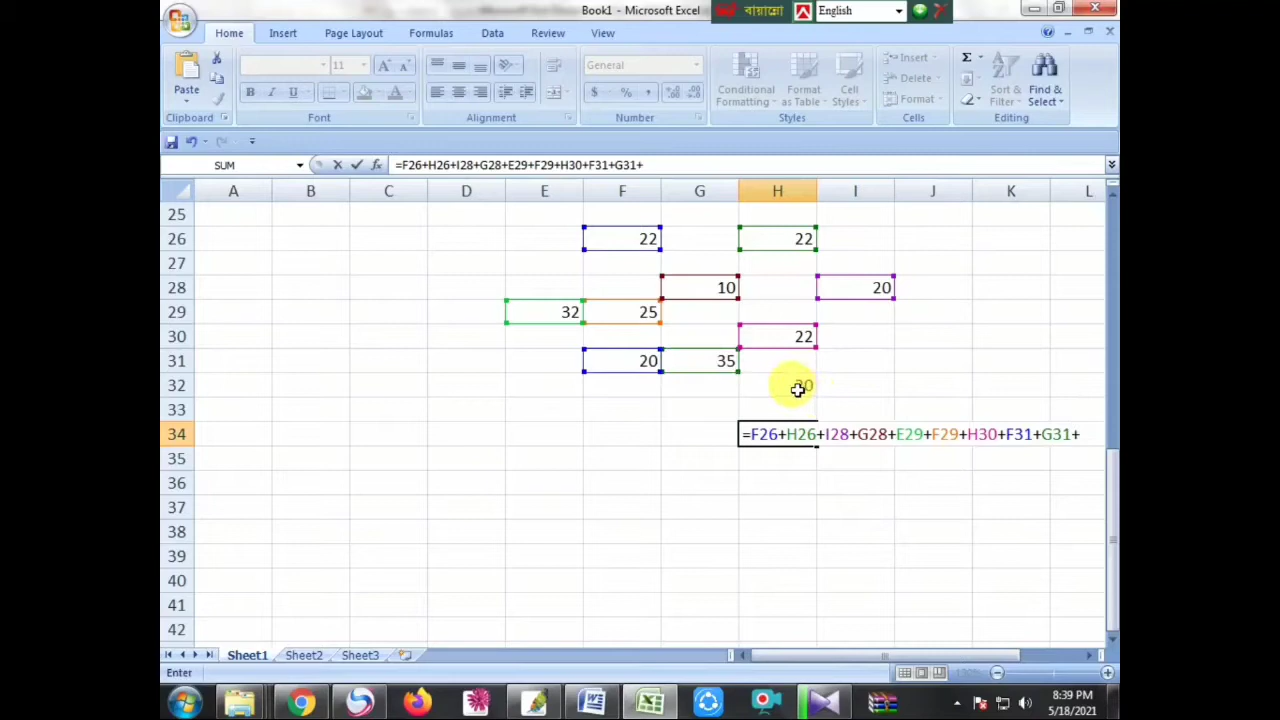 Book1 - Microsoft Excel
বায়ান্নো
English
Home Insert Page Layout Formulas Data Review View
Paste
11
General
Conditional Formatting
Format as Table
Cell Styles
Insert
Delete
Format
Sort & Filter
Find & Select
Clipboard Font Alignment Number Styles Cells Editing
SUM
=F26+H26+I28+G28+E29+F29+H30+F31+G31+
A B C D E F G H I J K L
25
26 22 22
27
28 10 20
29 32 25
30 22
31 20 35
32
33
34 =F26+H26+I28+G28+E29+F29+H30+F31+G31+
35
36
37
38
39
40
41
42
Sheet1 Sheet2 Sheet3
Enter
8:39 PM
5/18/2021